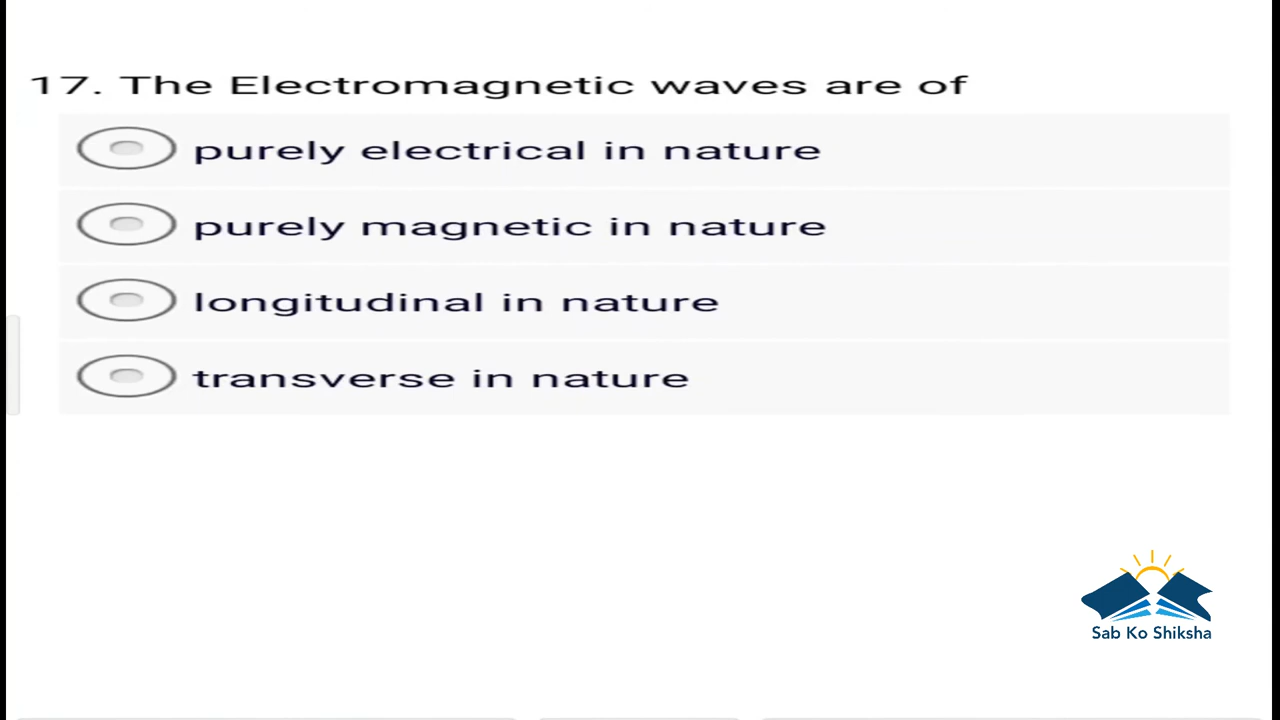 17. The Electromagnetic waves are of
purely electrical in nature
purely magnetic in nature
longitudinal in nature
transverse in nature
Sab Ko Shiksha